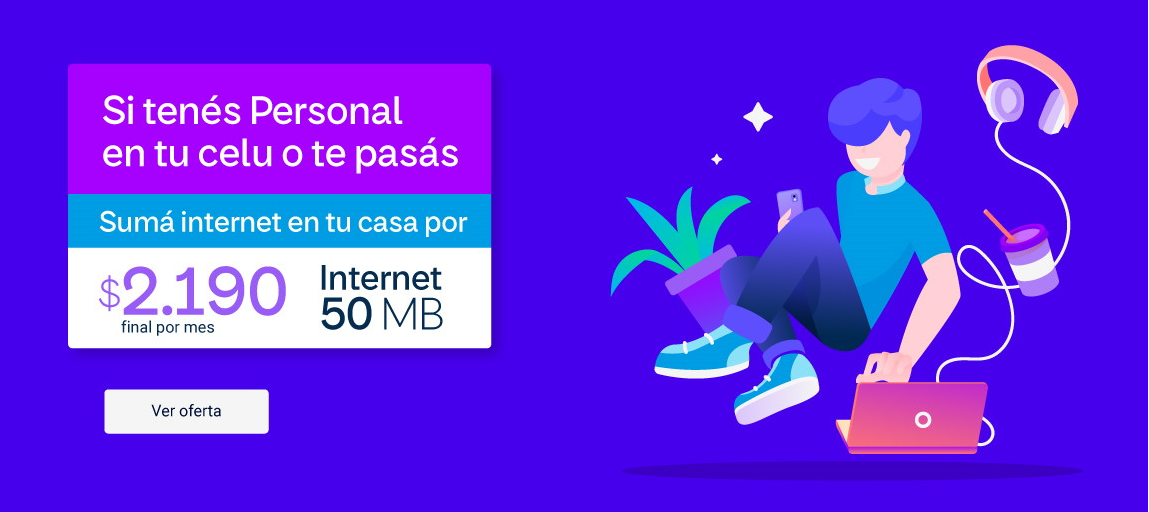 Si tenés Personal
en tu celu o te pasás
Sumá internet en tu casa por
$2.190
final por mes
Internet
50 MB
Ver oferta